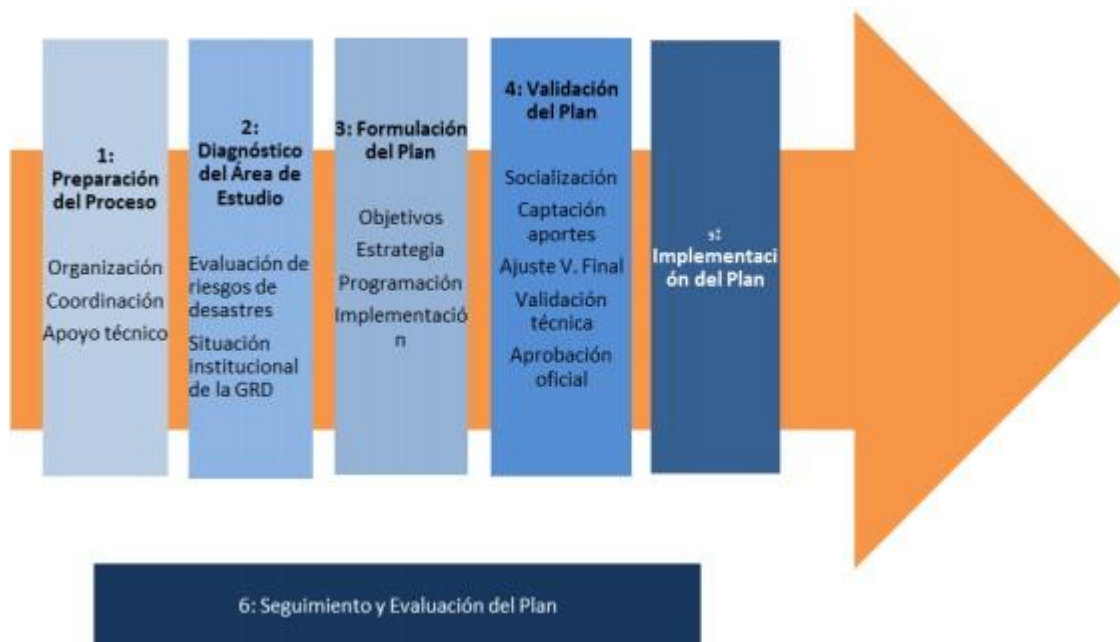 1:
Preparación
del Proceso
Organización
Coordinación
Apoyo técnico
2:
Diagnóstico
del Área de
Estudio
Evaluación de
riesgos de
desastres
Situación
institucional
de la GRD
3: Formulación
del Plan
Objetivos
Estrategia
Programación
Implementació
n
4: Validación
del Plan
Socialización
Captación
aportes
Ajuste V. Final
Validación
técnica
Aprobación
oficial
5:
Implementaci
ón del Plan
6: Seguimiento y Evaluación del Plan